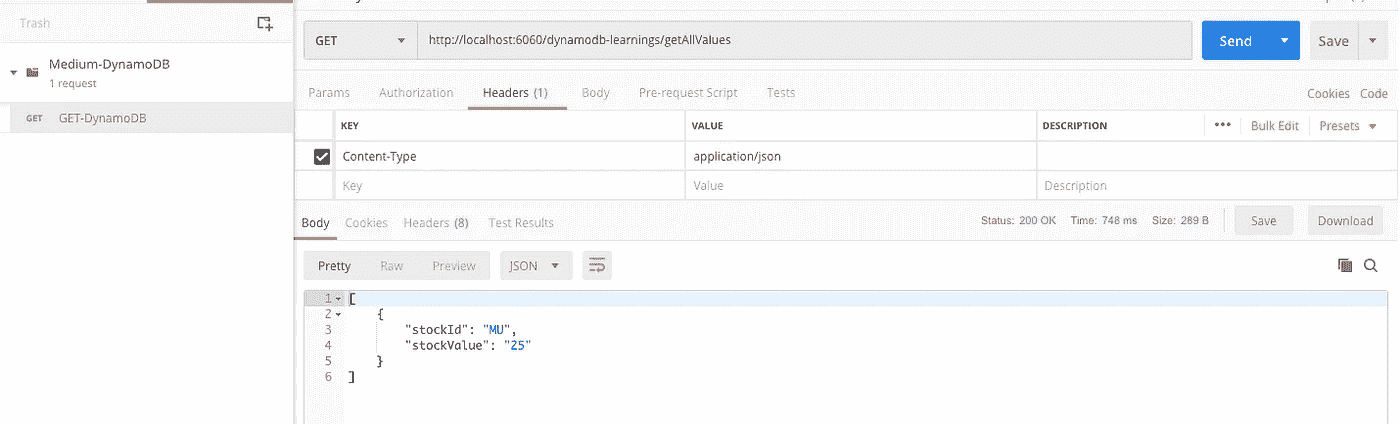 Trash
Medium-DynamoDB
1 request
GET GET-DynamoDB
GET http://localhost:6060/dynamodb-learnings/getAllValues Send Save
Params Authorization Headers (1) Body Pre-request Script Tests Cookies Code
KEY VALUE DESCRIPTION ••• Bulk Edit Presets
Content-Type application/json
Key Value Description
Body Cookies Headers (8) Test Results Status: 200 OK Time: 748 ms Size: 289 B Save Download
Pretty Raw Preview JSON
1 [
2 {
3 "stockId": "MU",
4 "stockValue": "25"
5 }
6 ]